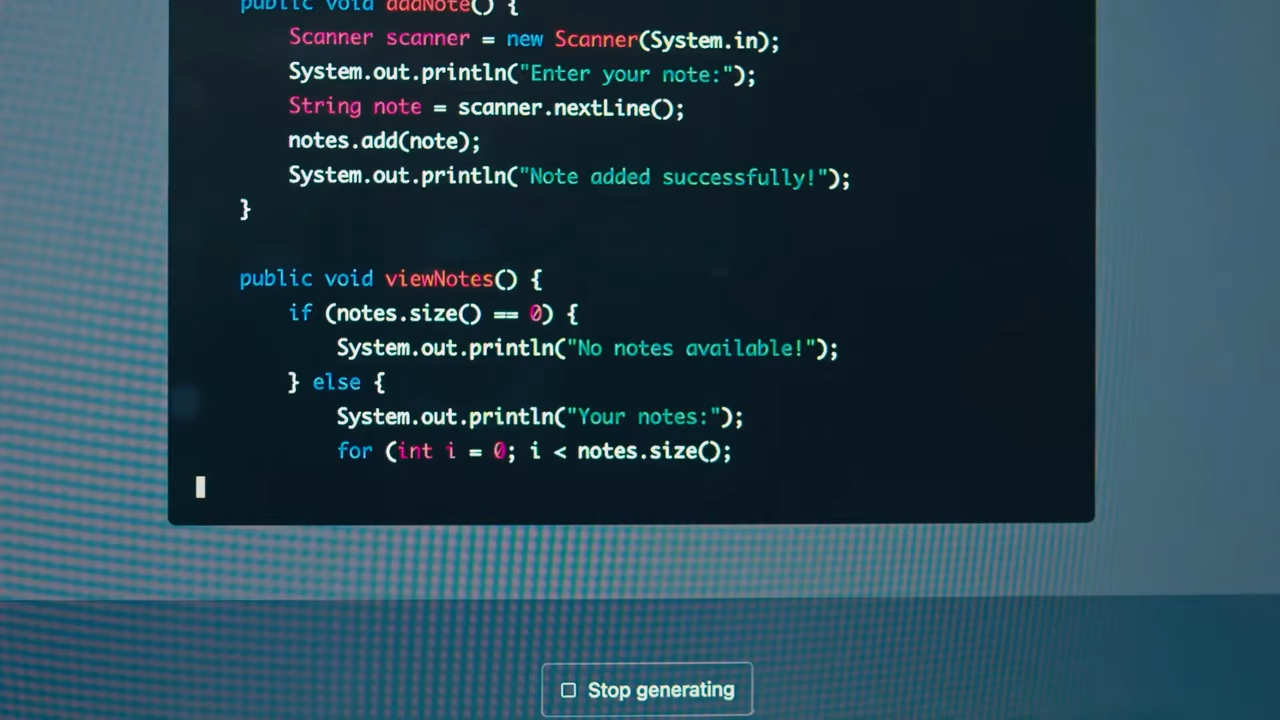 public void addNote() {
Scanner scanner = new Scanner(System.in);
System.out.println("Enter your note:");
String note = scanner.nextLine();
notes.add(note);
System.out.println("Note added successfully!");
}
public void viewNotes() {
if (notes.size() == 0) {
System.out.println("No notes available!");
} else {
System.out.println("Your notes:");
for (int i = 0; i < notes.size();
Stop generating